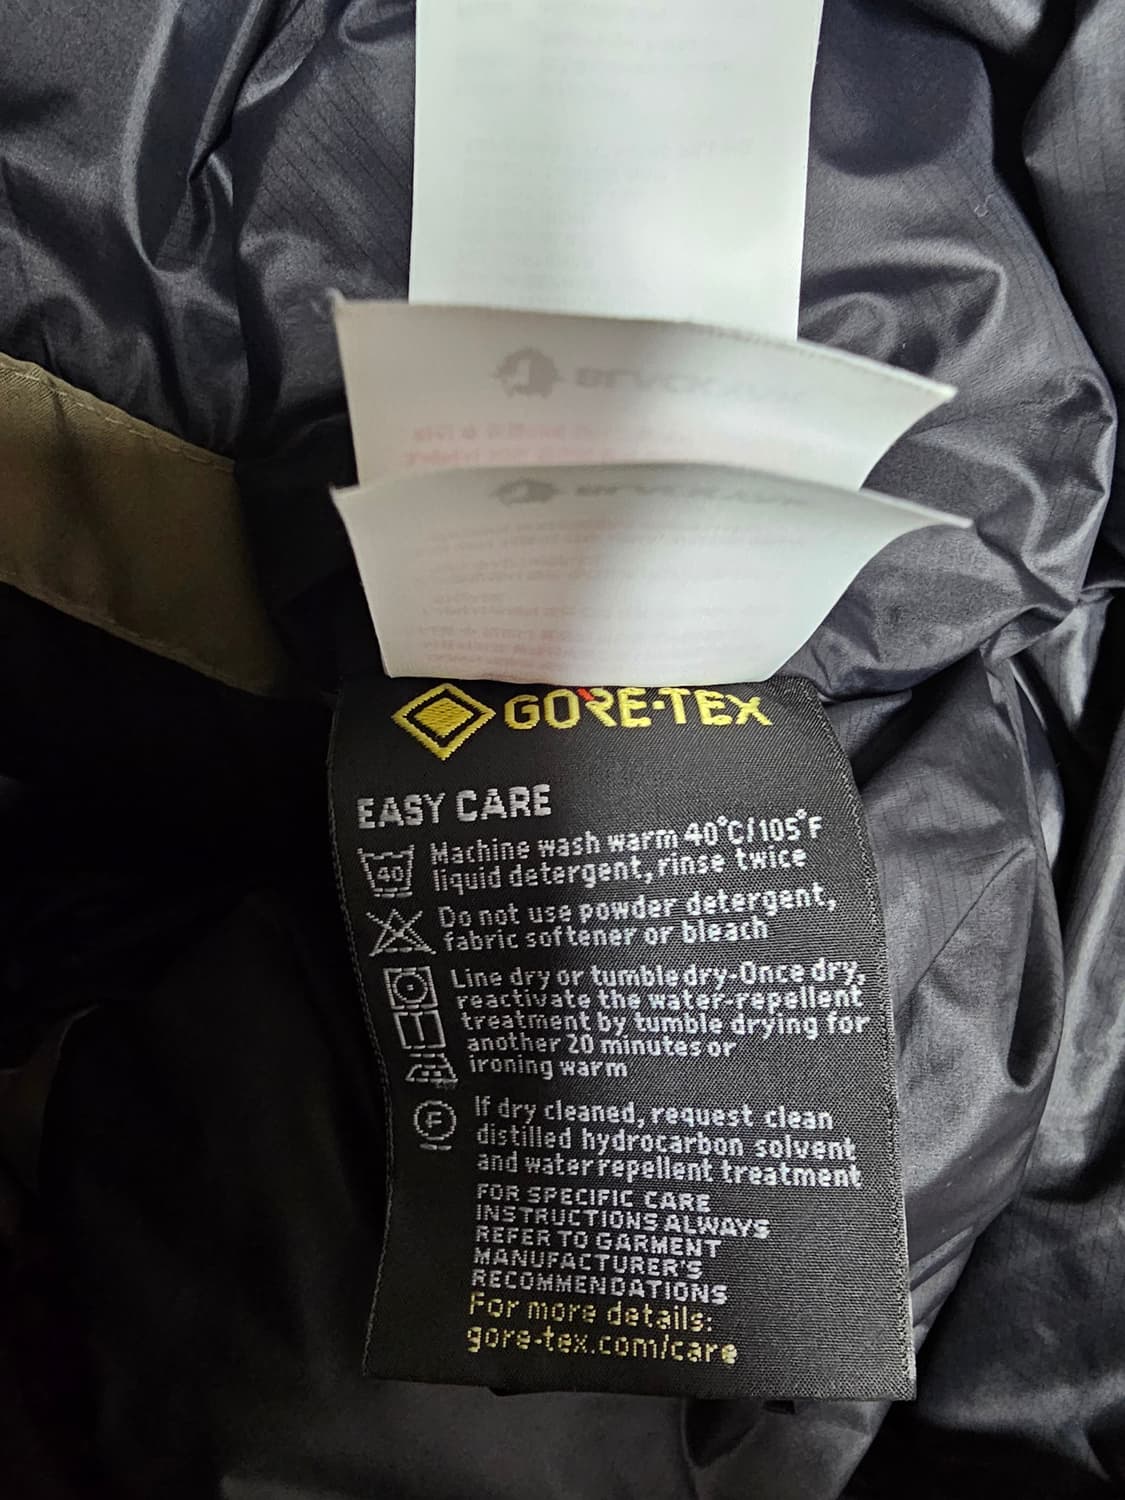 GORE-TEX
EASY CARE
40
Machine wash warm 40°C/105°F
liquid detergent, rinse twice
Do not use powder detergent,
fabric softener or bleach
Line dry or tumble dry-Once dry,
reactivate the water-repellent
treatment by tumble drying for
another 20 minutes or
ironing warm
F
If dry cleaned, request clean
distilled hydrocarbon solvent
and water repellent treatment
FOR SPECIFIC CARE
INSTRUCTIONS ALWAYS
REFER TO GARMENT
MANUFACTURER'S
RECOMMENDATIONS
For more details:
gore-tex.com/care